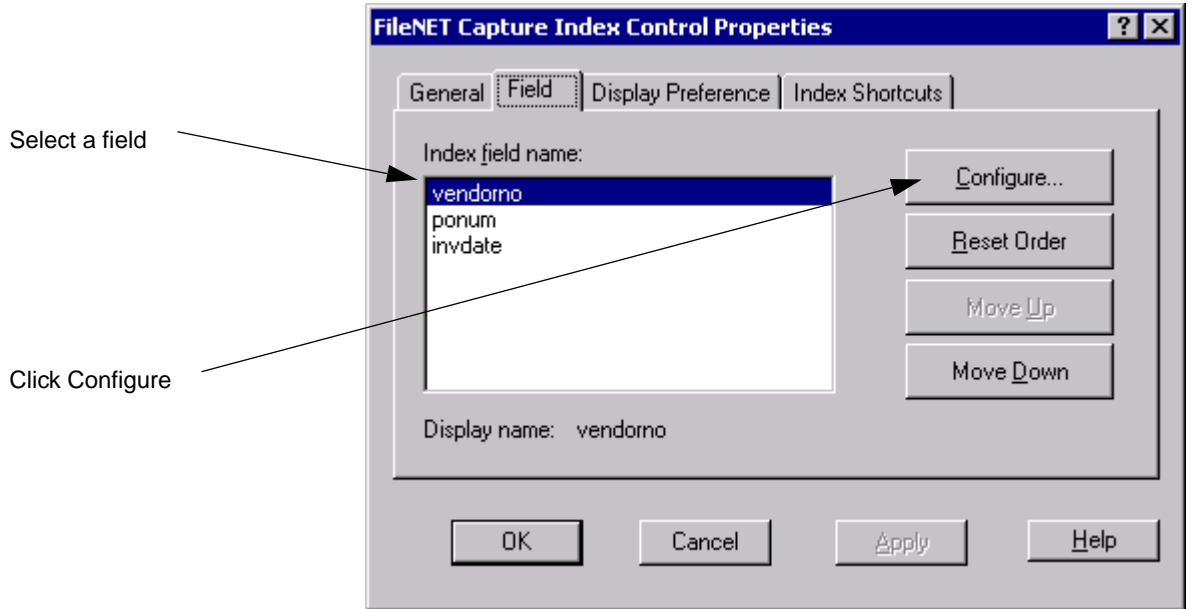 FileNET Capture Index Control Properties
General Field Display Preference Index Shortcuts
Select a field
Index field name:
vendorno
ponum
invdate
Configure...
Reset Order
Move Up
Move Down
Click Configure
Display name: vendorno
OK Cancel Apply Help